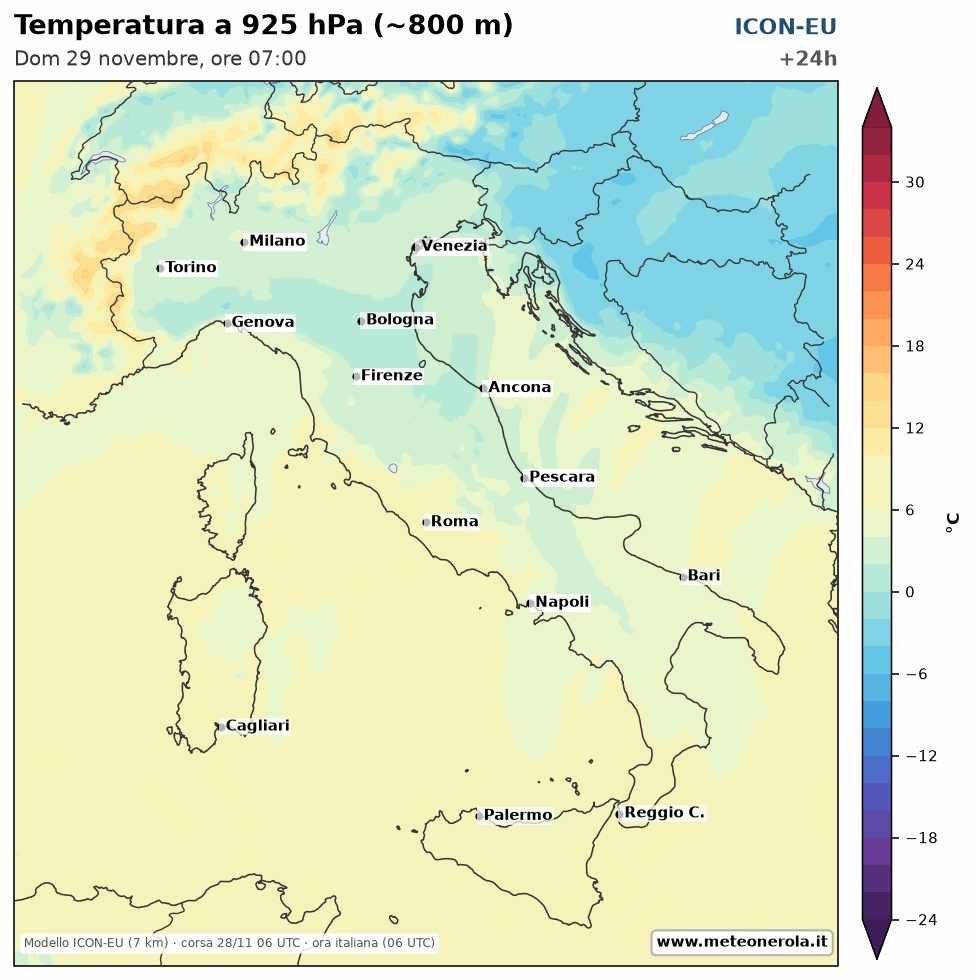 Temperatura a 925 hPa (~800 m)
ICON-EU
Dom 29 novembre, ore 07:00
+24h
Milano
Venezia
Torino
Genova
Bologna
Firenze
Ancona
Pescara
Roma
Bari
Napoli
Cagliari
Palermo
Reggio C.
30
24
18
12
6
0
−6
−12
−18
−24
°C
Modello ICON-EU (7 km) · corsa 28/11 06 UTC · ora italiana (06 UTC)
www.meteonerola.it